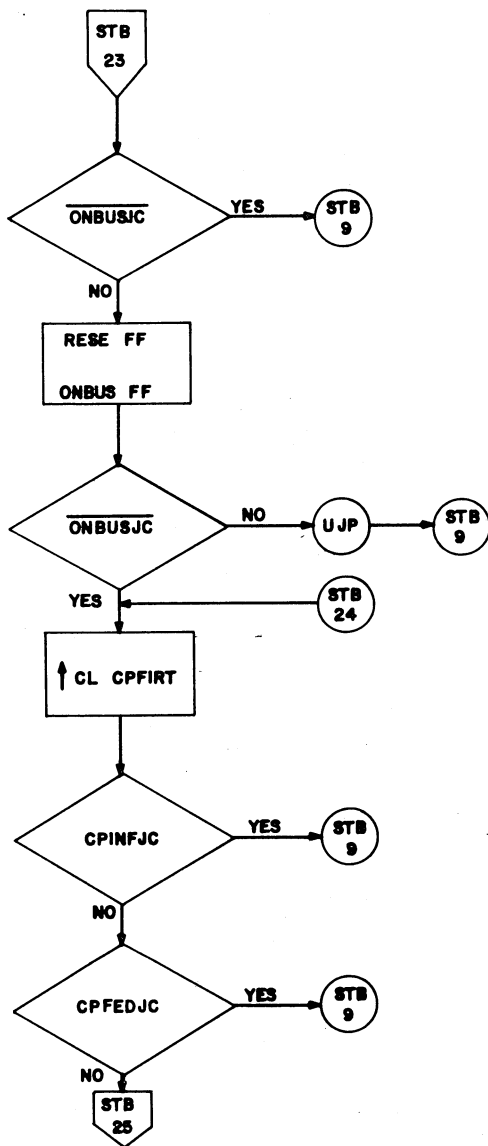 STB
23
ONBUSJC
YES
STB
9
NO
RESE FF
ONBUS FF
ONBUSJC
NO
UJP
STB
9
YES
STB
24
↑ CL CPFIRT
CPINFJC
YES
STB
9
NO
CPFEDJC
YES
STB
9
NO
STB
25